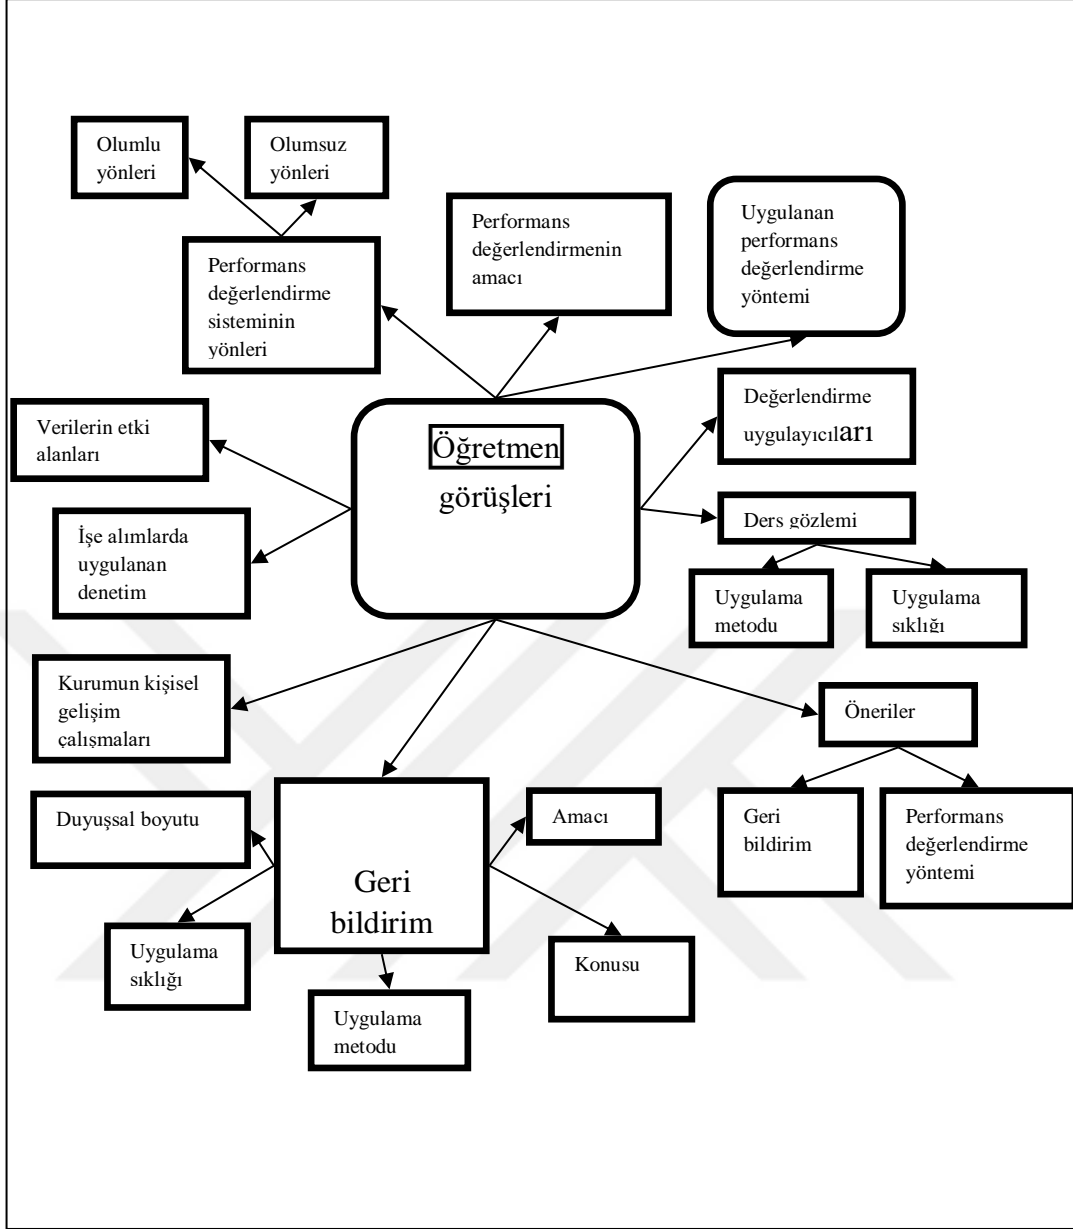 Olumlu
yönleri
Olumsuz
yönleri
Performans
değerlendirmenin
amacı
Uygulanan
performans
değerlendirme
yöntemi
Performans
değerlendirme
sisteminin
yönleri
Değerlendirme
uygulayıcıları
Verilerin etki
alanları
Öğretmen
görüşleri
Ders gözlemi
İşe alımlarda
uygulanan
denetim
Uygulama
metodu
Uygulama
sıklığı
Kurumun kişisel
gelişim
çalışmaları
Öneriler
Duyuşsal boyutu
Amacı
Geri
bildirim
Performans
değerlendirme
yöntemi
Geri
bildirim
Uygulama
sıklığı
Konusu
Uygulama
metodu